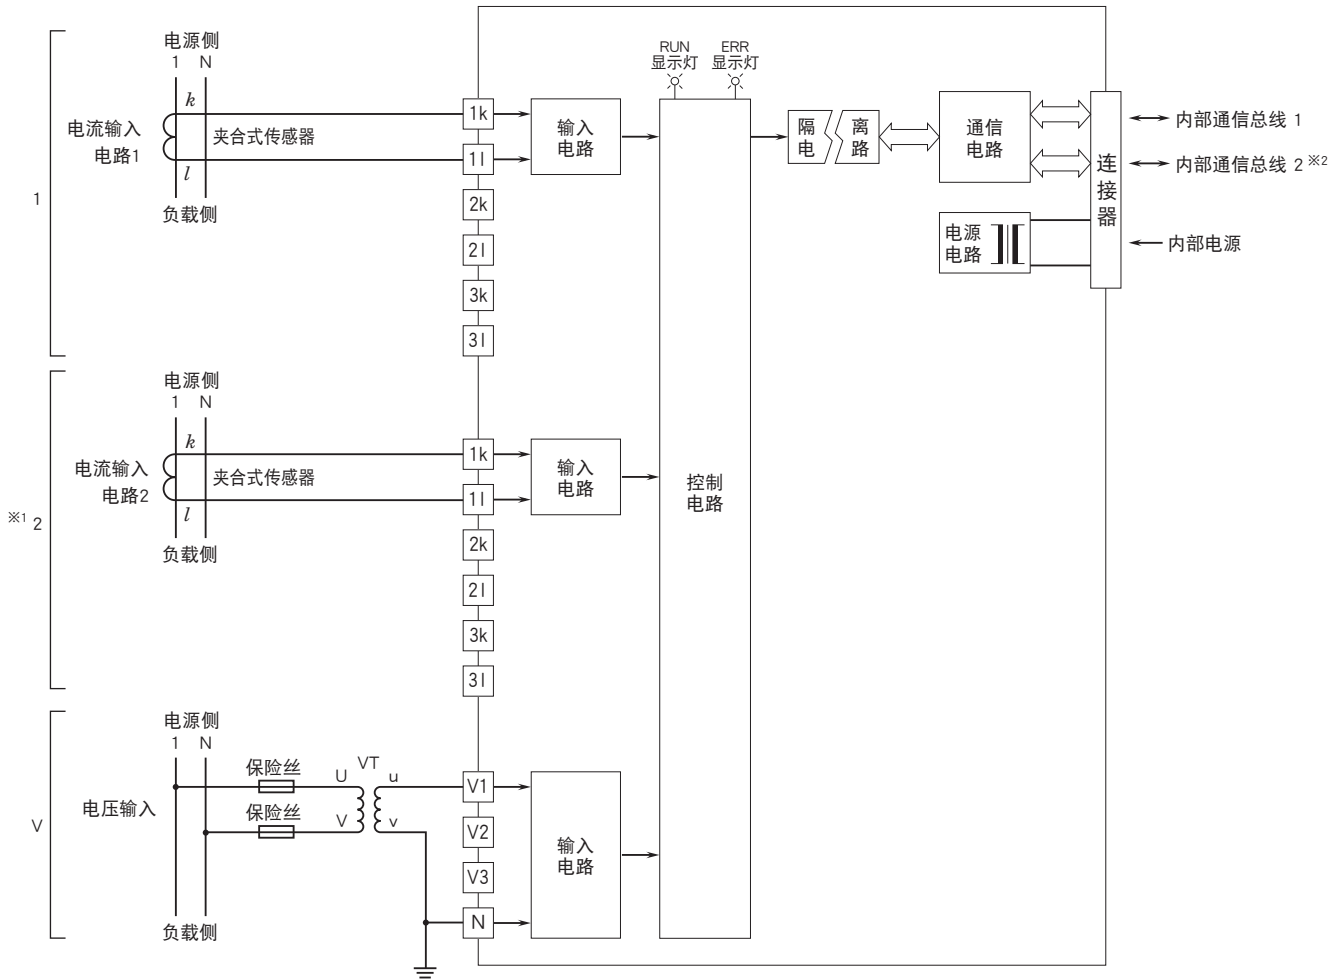 电源侧
1 N
k
电流输入
电路1
夹合式传感器
l
负载侧
1
1k
1l
2k
2l
3k
3l
输入
电路
RUN
显示灯
ERR
显示灯
隔 离
电 路
通信
电路
电源
电路
连
接
器
内部通信总线 1
内部通信总线 2 ※2
内部电源
控制
电路
电源侧
1 N
k
电流输入
电路2
夹合式传感器
l
负载侧
※1 2
1k
1l
2k
2l
3k
3l
输入
电路
电源侧
1 N
保险丝
U VT u
保险丝
V v
电压输入
V
负载侧
V1
V2
V3
N
输入
电路